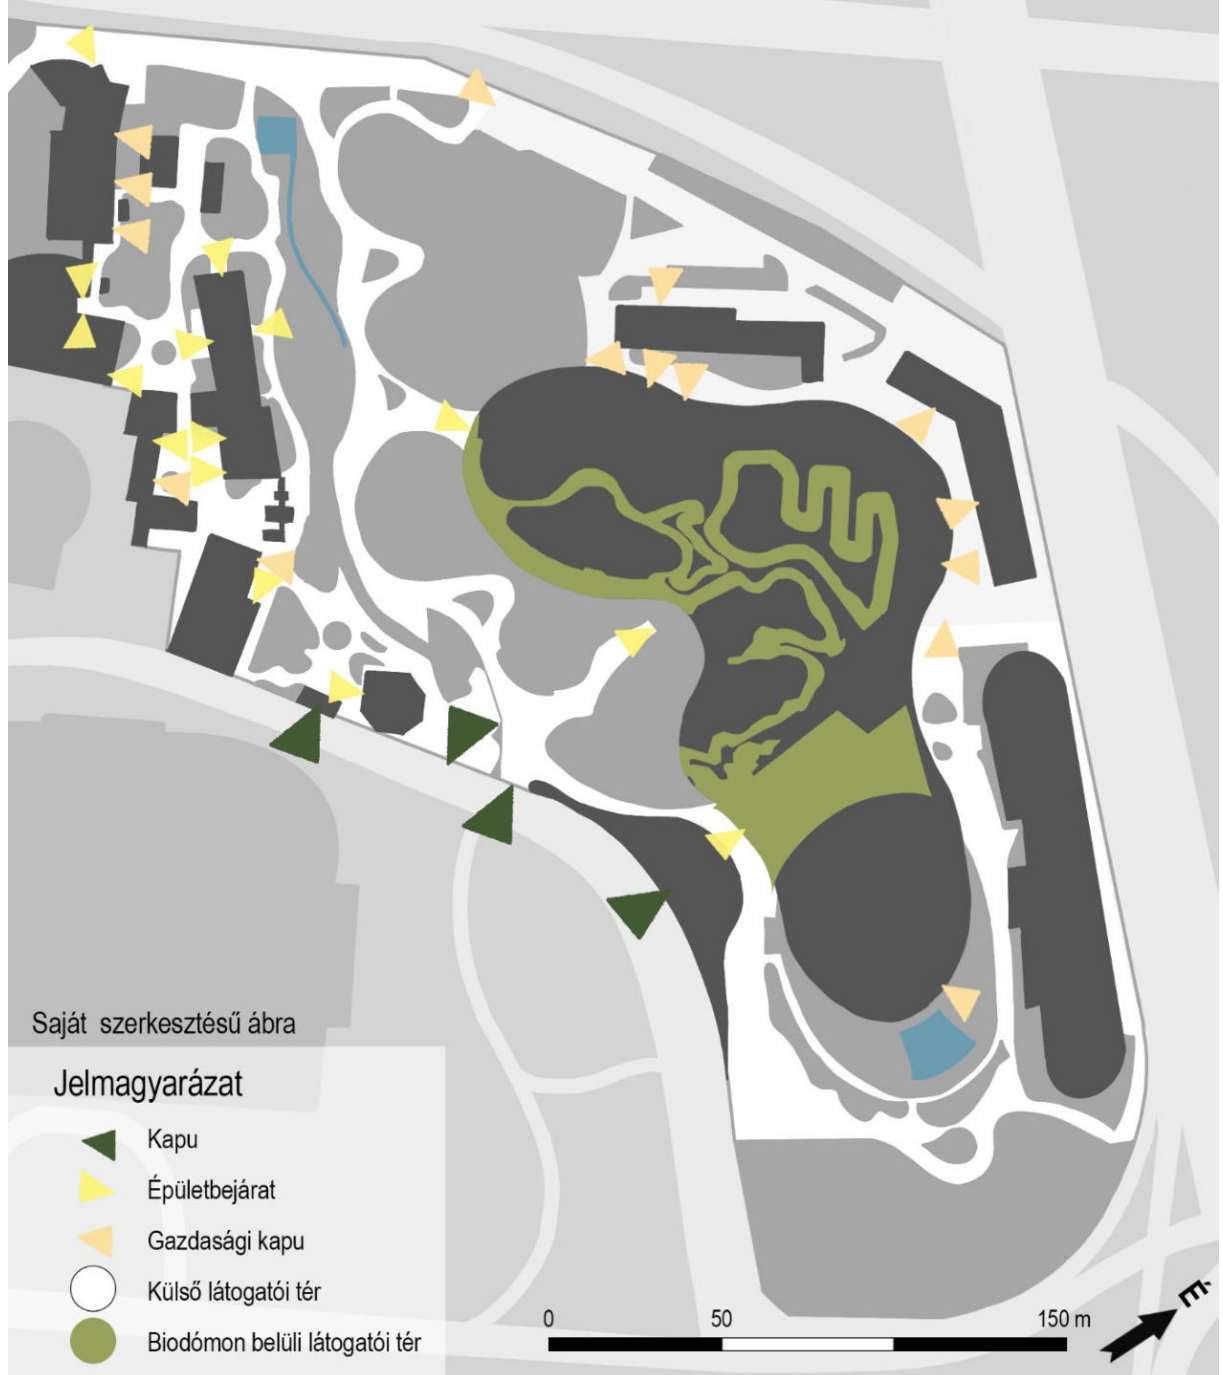 Saját szerkesztésű ábra
Jelmagyarázat
Kapu
Épületbejárat
Gazdasági kapu
Külső látogatói tér
Biodómon belüli látogatói tér
0 50 150 m
É